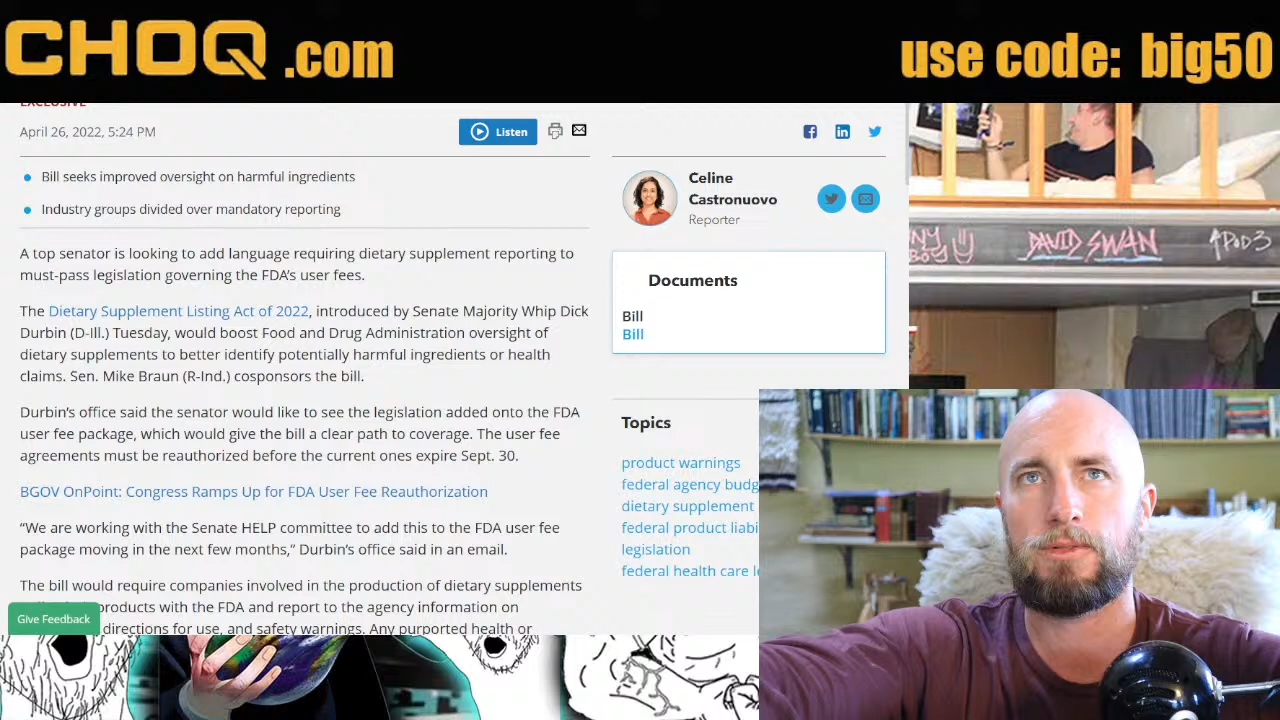 CHOQ.com
use code: big50
EXCLUSIVE
April 26, 2022, 5:24 PM
Listen
Bill seeks improved oversight on harmful ingredients
Industry groups divided over mandatory reporting
A top senator is looking to add language requiring dietary supplement reporting to
must-pass legislation governing the FDA's user fees.
The Dietary Supplement Listing Act of 2022, introduced by Senate Majority Whip Dick
Durbin (D-Ill.) Tuesday, would boost Food and Drug Administration oversight of
dietary supplements to better identify potentially harmful ingredients or health
claims. Sen. Mike Braun (R-Ind.) cosponsors the bill.
Durbin's office said the senator would like to see the legislation added onto the FDA
user fee package, which would give the bill a clear path to coverage. The user fee
agreements must be reauthorized before the current ones expire Sept. 30.
BGOV OnPoint: Congress Ramps Up for FDA User Fee Reauthorization
“We are working with the Senate HELP committee to add this to the FDA user fee
package moving in the next few months,” Durbin's office said in an email.
The bill would require companies involved in the production of dietary supplements
products with the FDA and report to the agency information on
directions for use, and safety warnings. Any purported health or
Give Feedback
Celine
Castronuovo
Reporter
Documents
Bill
Bill
Topics
product warnings
federal agency budg
dietary supplement
federal product liabi
legislation
federal health care
DAVID SWAN